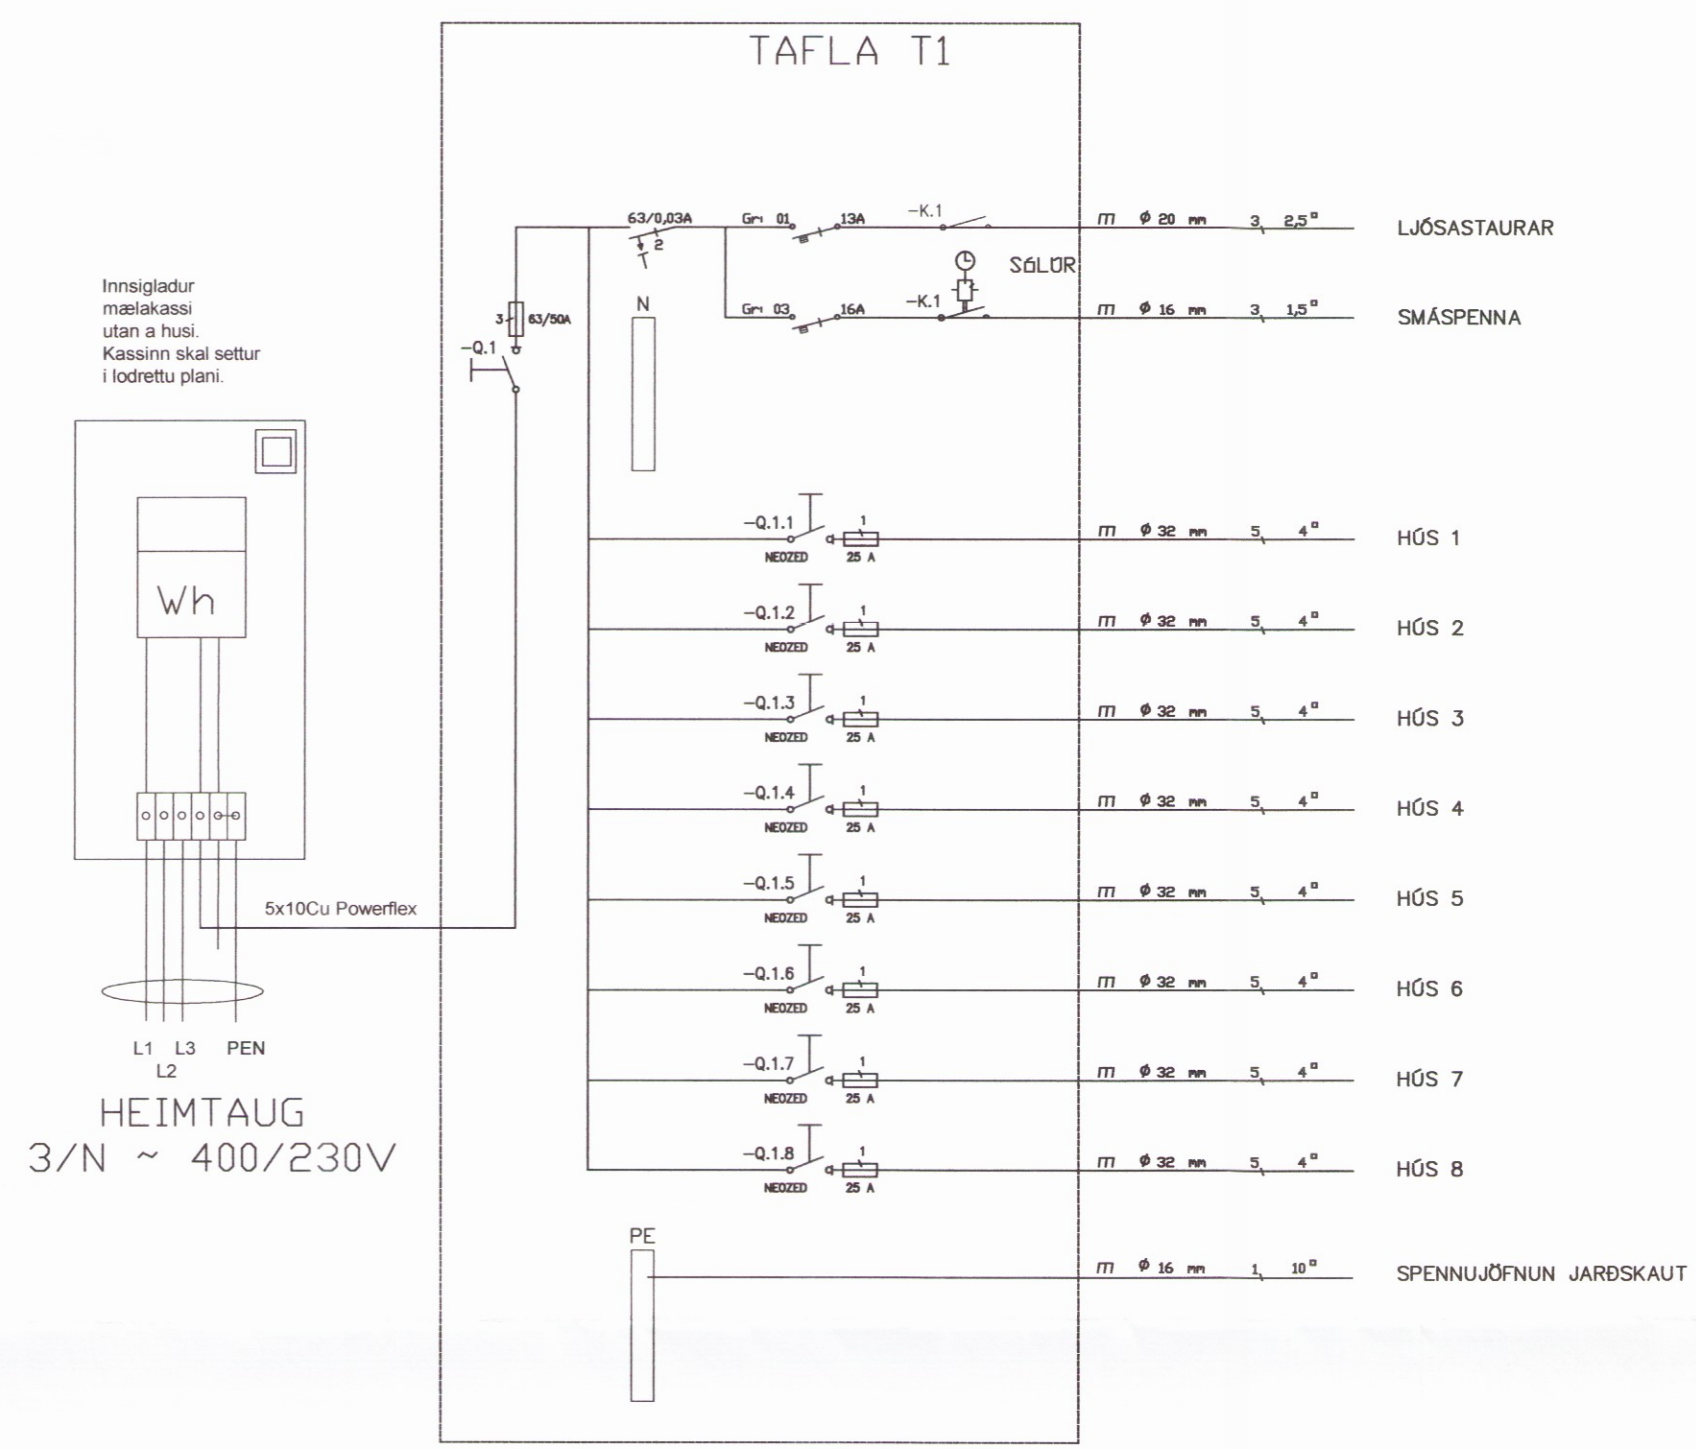 TAFLA T1
63/0,03A
2
Gr: 01
13A
-K.1
m ø 20 mm 3 2,5□
LJÓSASTAURAR
SÓLÚR
Gr: 03
16A
-K.1
m ø 16 mm 3 1,5□
SMÁSPENNA
N
3 63/50A
-Q.1
Innsigladur
mælakassi
utan a husi.
Kassinn skal settur
i lodrettu plani.
Wh
5x10Cu Powerflex
L1 L3 PEN
L2
HEIMTAUG
3/N ~ 400/230V
-Q.1.1 1
NEOZED 25 A
m ø 32 mm 5 4□
HÚS 1
-Q.1.2 1
NEOZED 25 A
m ø 32 mm 5 4□
HÚS 2
-Q.1.3 1
NEOZED 25 A
m ø 32 mm 5 4□
HÚS 3
-Q.1.4 1
NEOZED 25 A
m ø 32 mm 5 4□
HÚS 4
-Q.1.5 1
NEOZED 25 A
m ø 32 mm 5 4□
HÚS 5
-Q.1.6 1
NEOZED 25 A
m ø 32 mm 5 4□
HÚS 6
-Q.1.7 1
NEOZED 25 A
m ø 32 mm 5 4□
HÚS 7
-Q.1.8 1
NEOZED 25 A
m ø 32 mm 5 4□
HÚS 8
PE
m ø 16 mm 1 10□
SPENNUJÖFNUN JARÐSKAUT